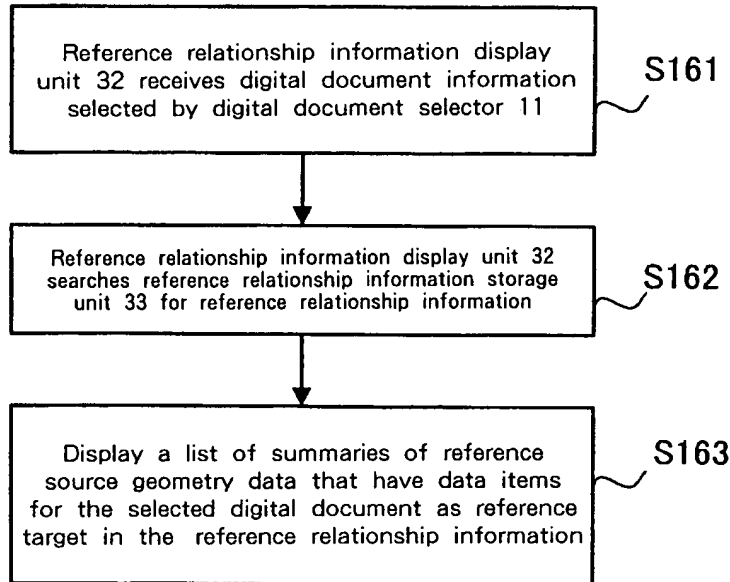 Reference relationship information display
unit 32 receives digital document information
selected by digital document selector 11
S161
Reference relationship information display unit 32
searches reference relationship information storage
unit 33 for reference relationship information
S162
Display a list of summaries of reference
source geometry data that have data items
for the selected digital document as reference
target in the reference relationship information
S163